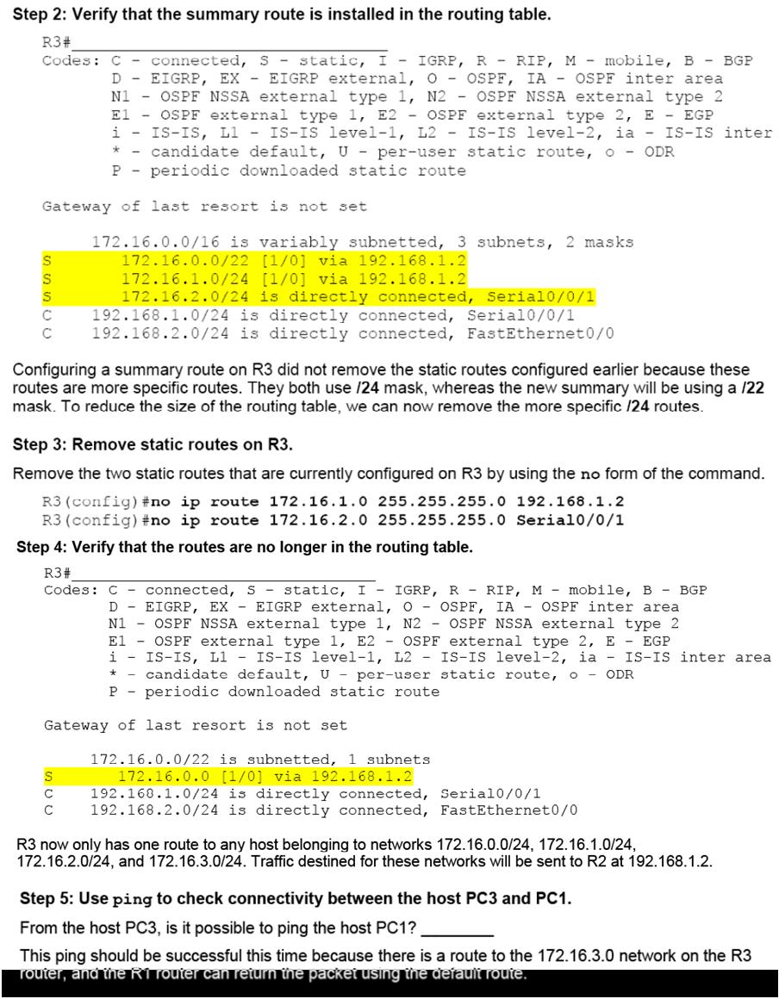 Step 2: Verify that the summary route is installed in the routing table.
R3#
Codes: C - connected, S - static, I - IGRP, R - RIP, M - mobile, B - BGP
D - EIGRP, EX - EIGRP external, O - OSPF, IA - OSPF inter area
N1 - OSPF NSSA external type 1, N2 - OSPF NSSA external type 2
E1 - OSPF external type 1, E2 - OSPF external type 2, E - EGP
i - IS-IS, L1 - IS-IS level-1, L2 - IS-IS level-2, ia - IS-IS inter
* - candidate default, U - per-user static route, o - ODR
P - periodic downloaded static route
Gateway of last resort is not set
172.16.0.0/16 is variably subnetted, 3 subnets, 2 masks
S 172.16.0.0/22 [1/0] via 192.168.1.2
S 172.16.1.0/24 [1/0] via 192.168.1.2
S 172.16.2.0/24 is directly connected, Serial0/0/1
C 192.168.1.0/24 is directly connected, Serial0/0/1
C 192.168.2.0/24 is directly connected, FastEthernet0/0
Configuring a summary route on R3 did not remove the static routes configured earlier because these
routes are more specific routes. They both use /24 mask, whereas the new summary will be using a /22
mask. To reduce the size of the routing table, we can now remove the more specific /24 routes.
Step 3: Remove static routes on R3.
Remove the two static routes that are currently configured on R3 by using the no form of the command.
R3(config)#no ip route 172.16.1.0 255.255.255.0 192.168.1.2
R3(config)#no ip route 172.16.2.0 255.255.255.0 Serial0/0/1
Step 4: Verify that the routes are no longer in the routing table.
R3#
Codes: C - connected, S - static, I - IGRP, R - RIP, M - mobile, B - BGP
D - EIGRP, EX - EIGRP external, O - OSPF, IA - OSPF inter area
N1 - OSPF NSSA external type 1, N2 - OSPF NSSA external type 2
E1 - OSPF external type 1, E2 - OSPF external type 2, E - EGP
i - IS-IS, L1 - IS-IS level-1, L2 - IS-IS level-2, ia - IS-IS inter area
* - candidate default, U - per-user static route, o - ODR
P - periodic downloaded static route
Gateway of last resort is not set
172.16.0.0/22 is subnetted, 1 subnets
S 172.16.0.0 [1/0] via 192.168.1.2
C 192.168.1.0/24 is directly connected, Serial0/0/1
C 192.168.2.0/24 is directly connected, FastEthernet0/0
R3 now only has one route to any host belonging to networks 172.16.0.0/24, 172.16.1.0/24,
172.16.2.0/24, and 172.16.3.0/24. Traffic destined for these networks will be sent to R2 at 192.168.1.2.
Step 5: Use ping to check connectivity between the host PC3 and PC1.
From the host PC3, is it possible to ping the host PC1? ________
This ping should be successful this time because there is a route to the 172.16.3.0 network on the R3
router, and the R1 router can return the packet using the default route.